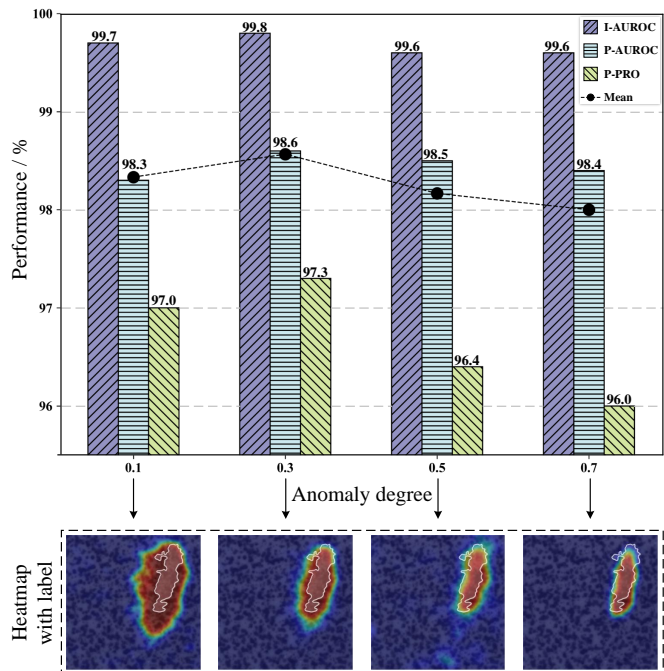 100
99
98
97
96
Performance / %
I-AUROC
P-AUROC
P-PRO
Mean
99.7
98.3
97.0
99.8
98.6
97.3
99.6
98.5
96.4
99.6
98.4
96.0
0.1
0.3
0.5
0.7
Anomaly degree
Heatmap
with label